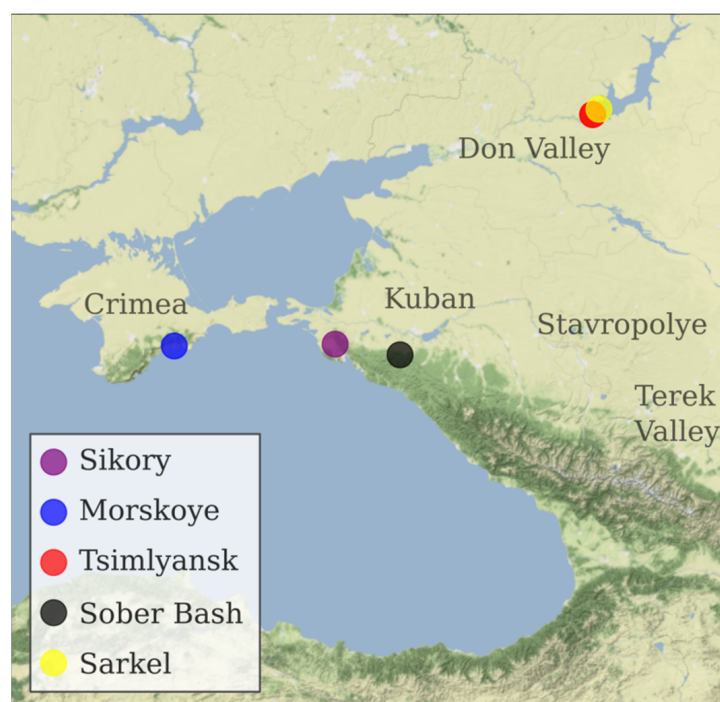 Don Valley
Crimea
Kuban
Stavropolye
Terek
Valley
Sikory
Morskoye
Tsimlyansk
Sober Bash
Sarkel